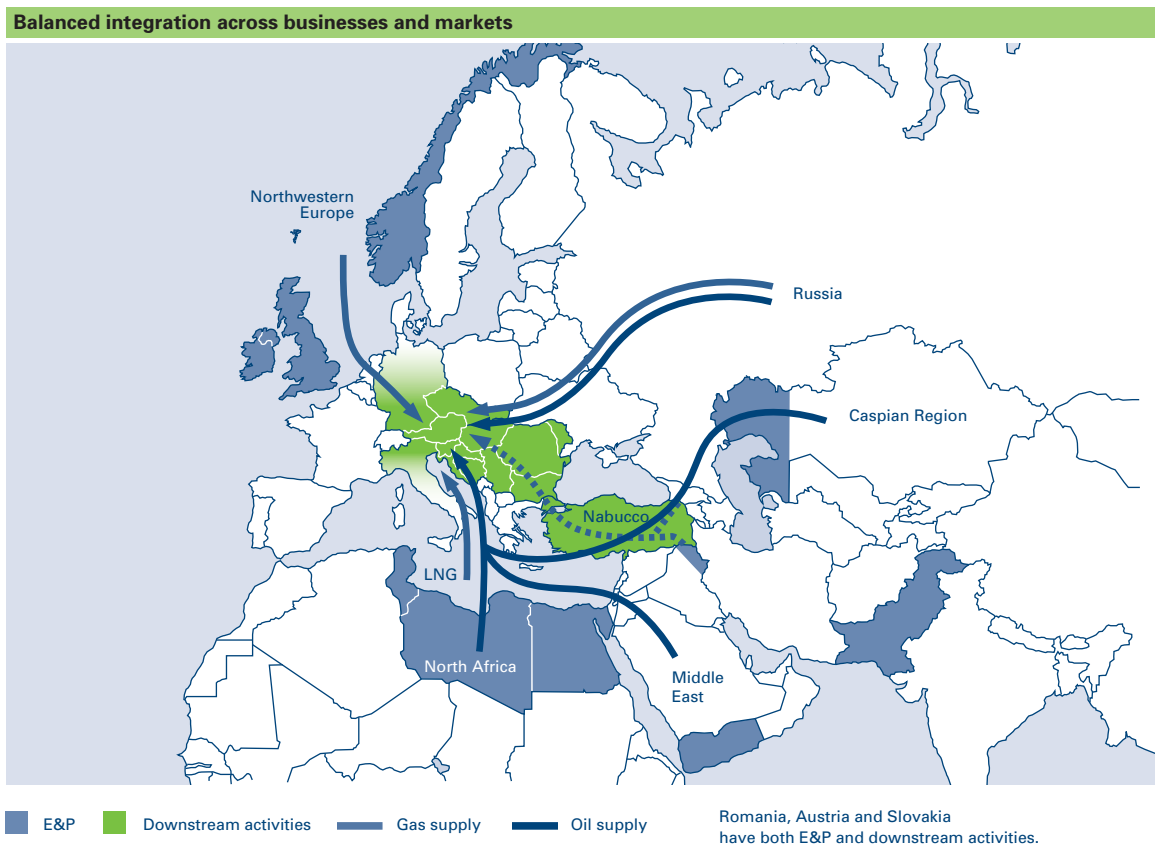 Balanced integration across businesses and markets
Northwestern
Europe
Russia
Caspian Region
Nabucco
LNG
North Africa
Middle
East
E&P
Downstream activities
Gas supply
Oil supply
Romania, Austria and Slovakia
have both E&P and downstream activities.